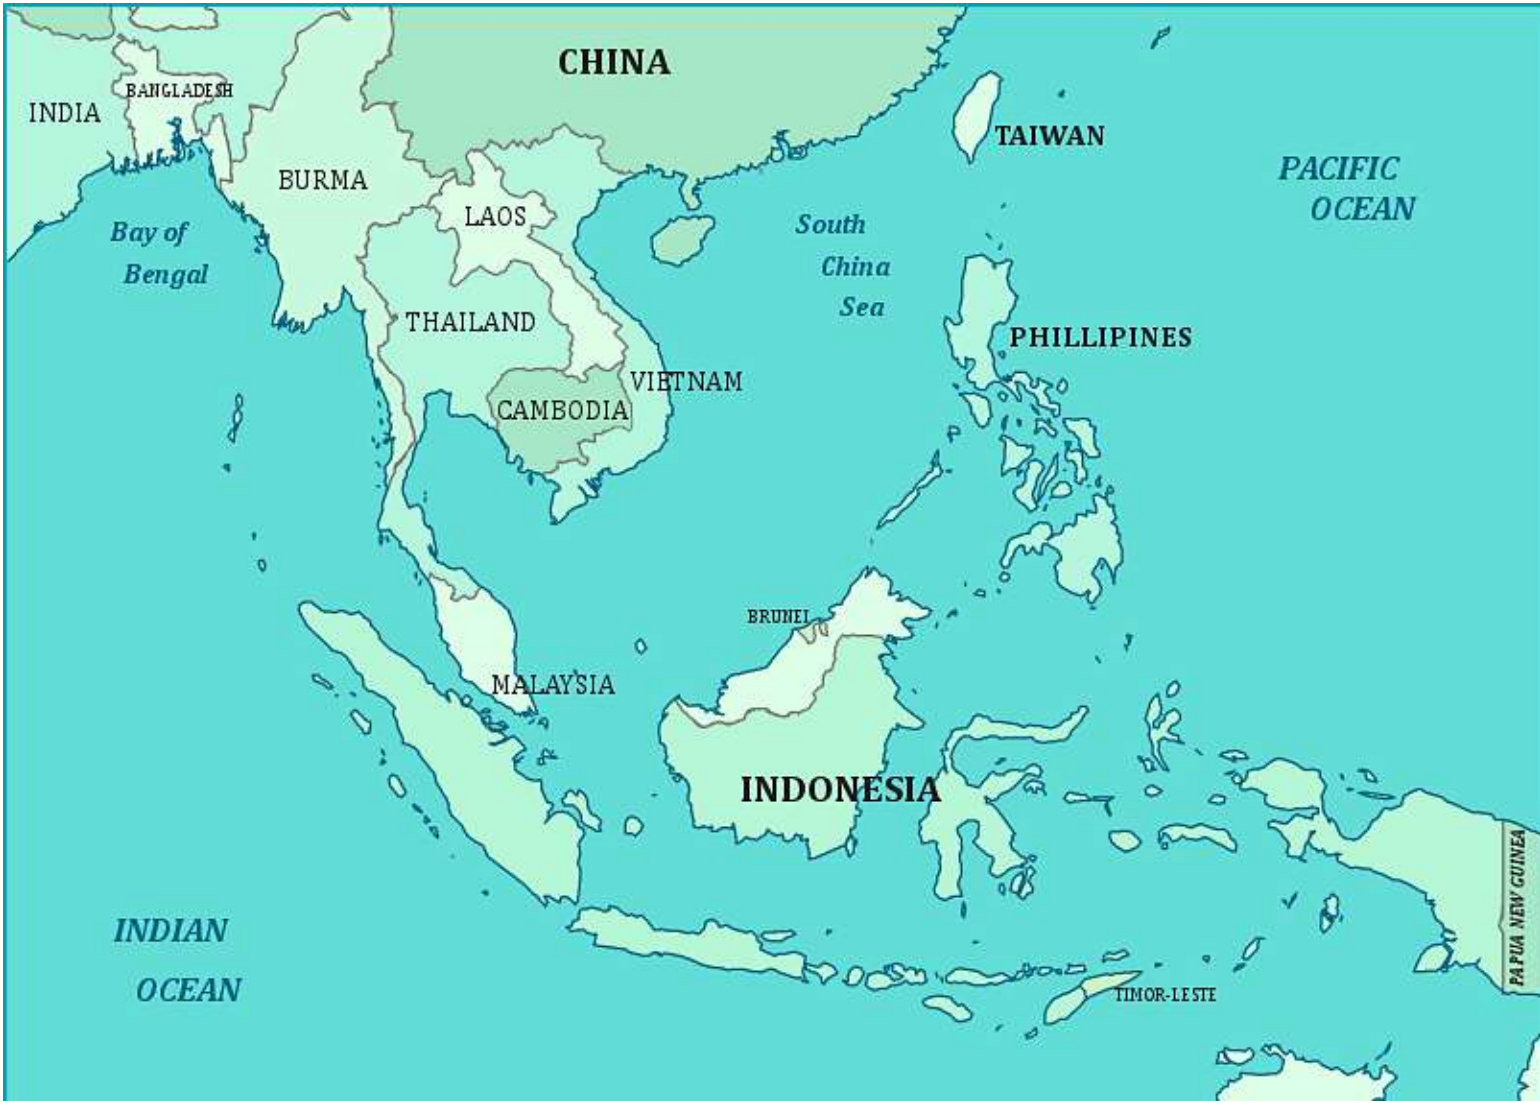 CHINA
BANGLADESH
INDIA
TAIWAN
PACIFIC
OCEAN
BURMA
LAOS
Bay of
Bengal
South
China
Sea
THAILAND
PHILLIPINES
VIETNAM
CAMBODIA
BRUNEI
MALAYSIA
INDONESIA
PAPUA NEW GUINEA
INDIAN
OCEAN
TIMOR-LESTE